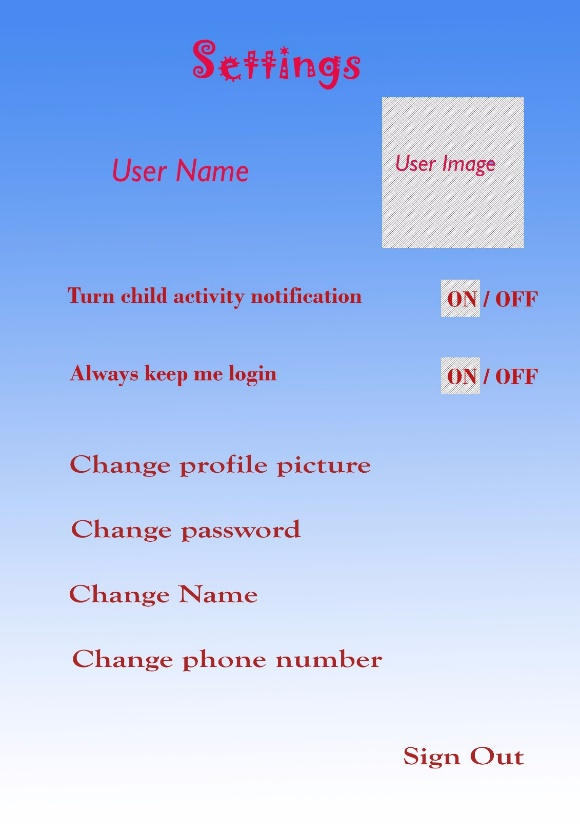 Settings
User Name
User Image
Turn child activity notification ON / OFF
Always keep me login ON / OFF
Change profile picture
Change password
Change Name
Change phone number
Sign Out